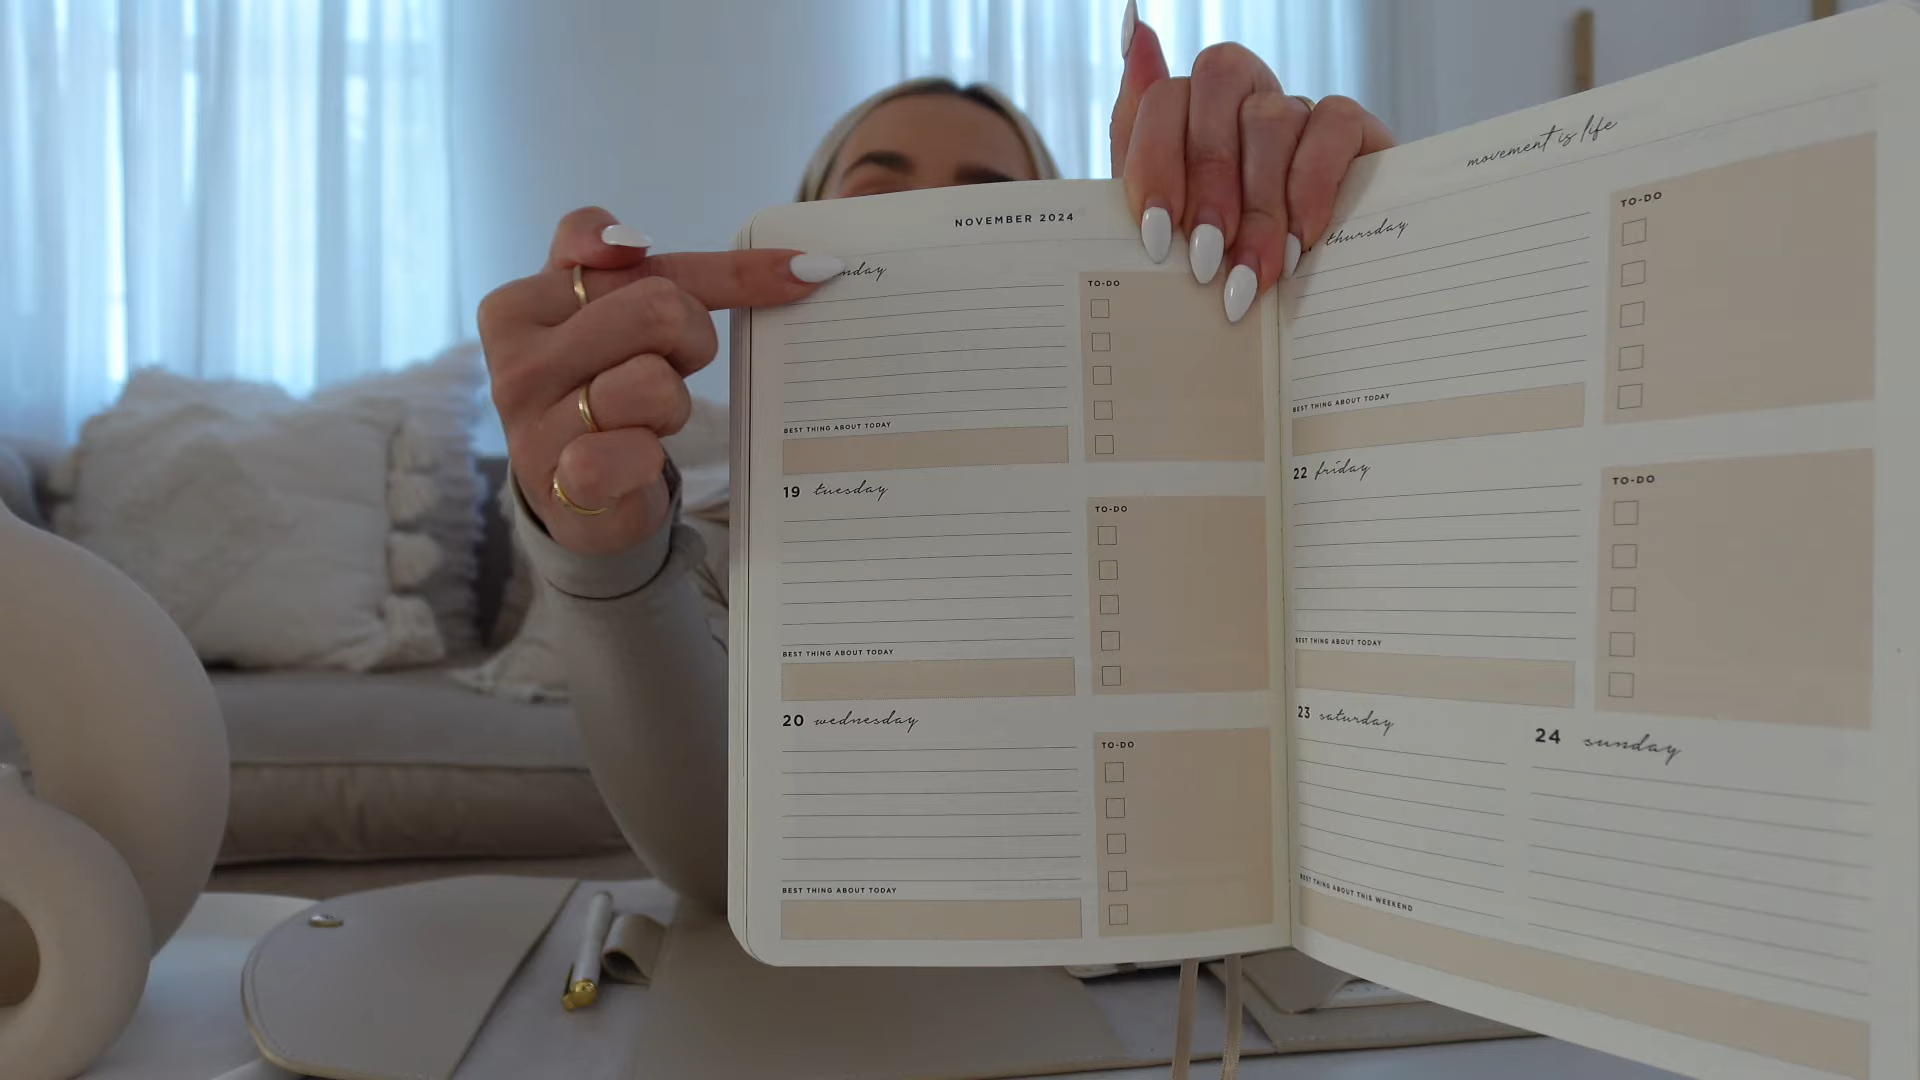 NOVEMBER 2024
TO-DO
BEST THING ABOUT TODAY
19 tuesday
TO-DO
BEST THING ABOUT TODAY
20 wednesday
TO-DO
BEST THING ABOUT TODAY
movement is life
thursday
TO-DO
BEST THING ABOUT TODAY
22 friday
TO-DO
BEST THING ABOUT TODAY
23 saturday
24 sunday
BEST THING ABOUT THIS WEEKEND